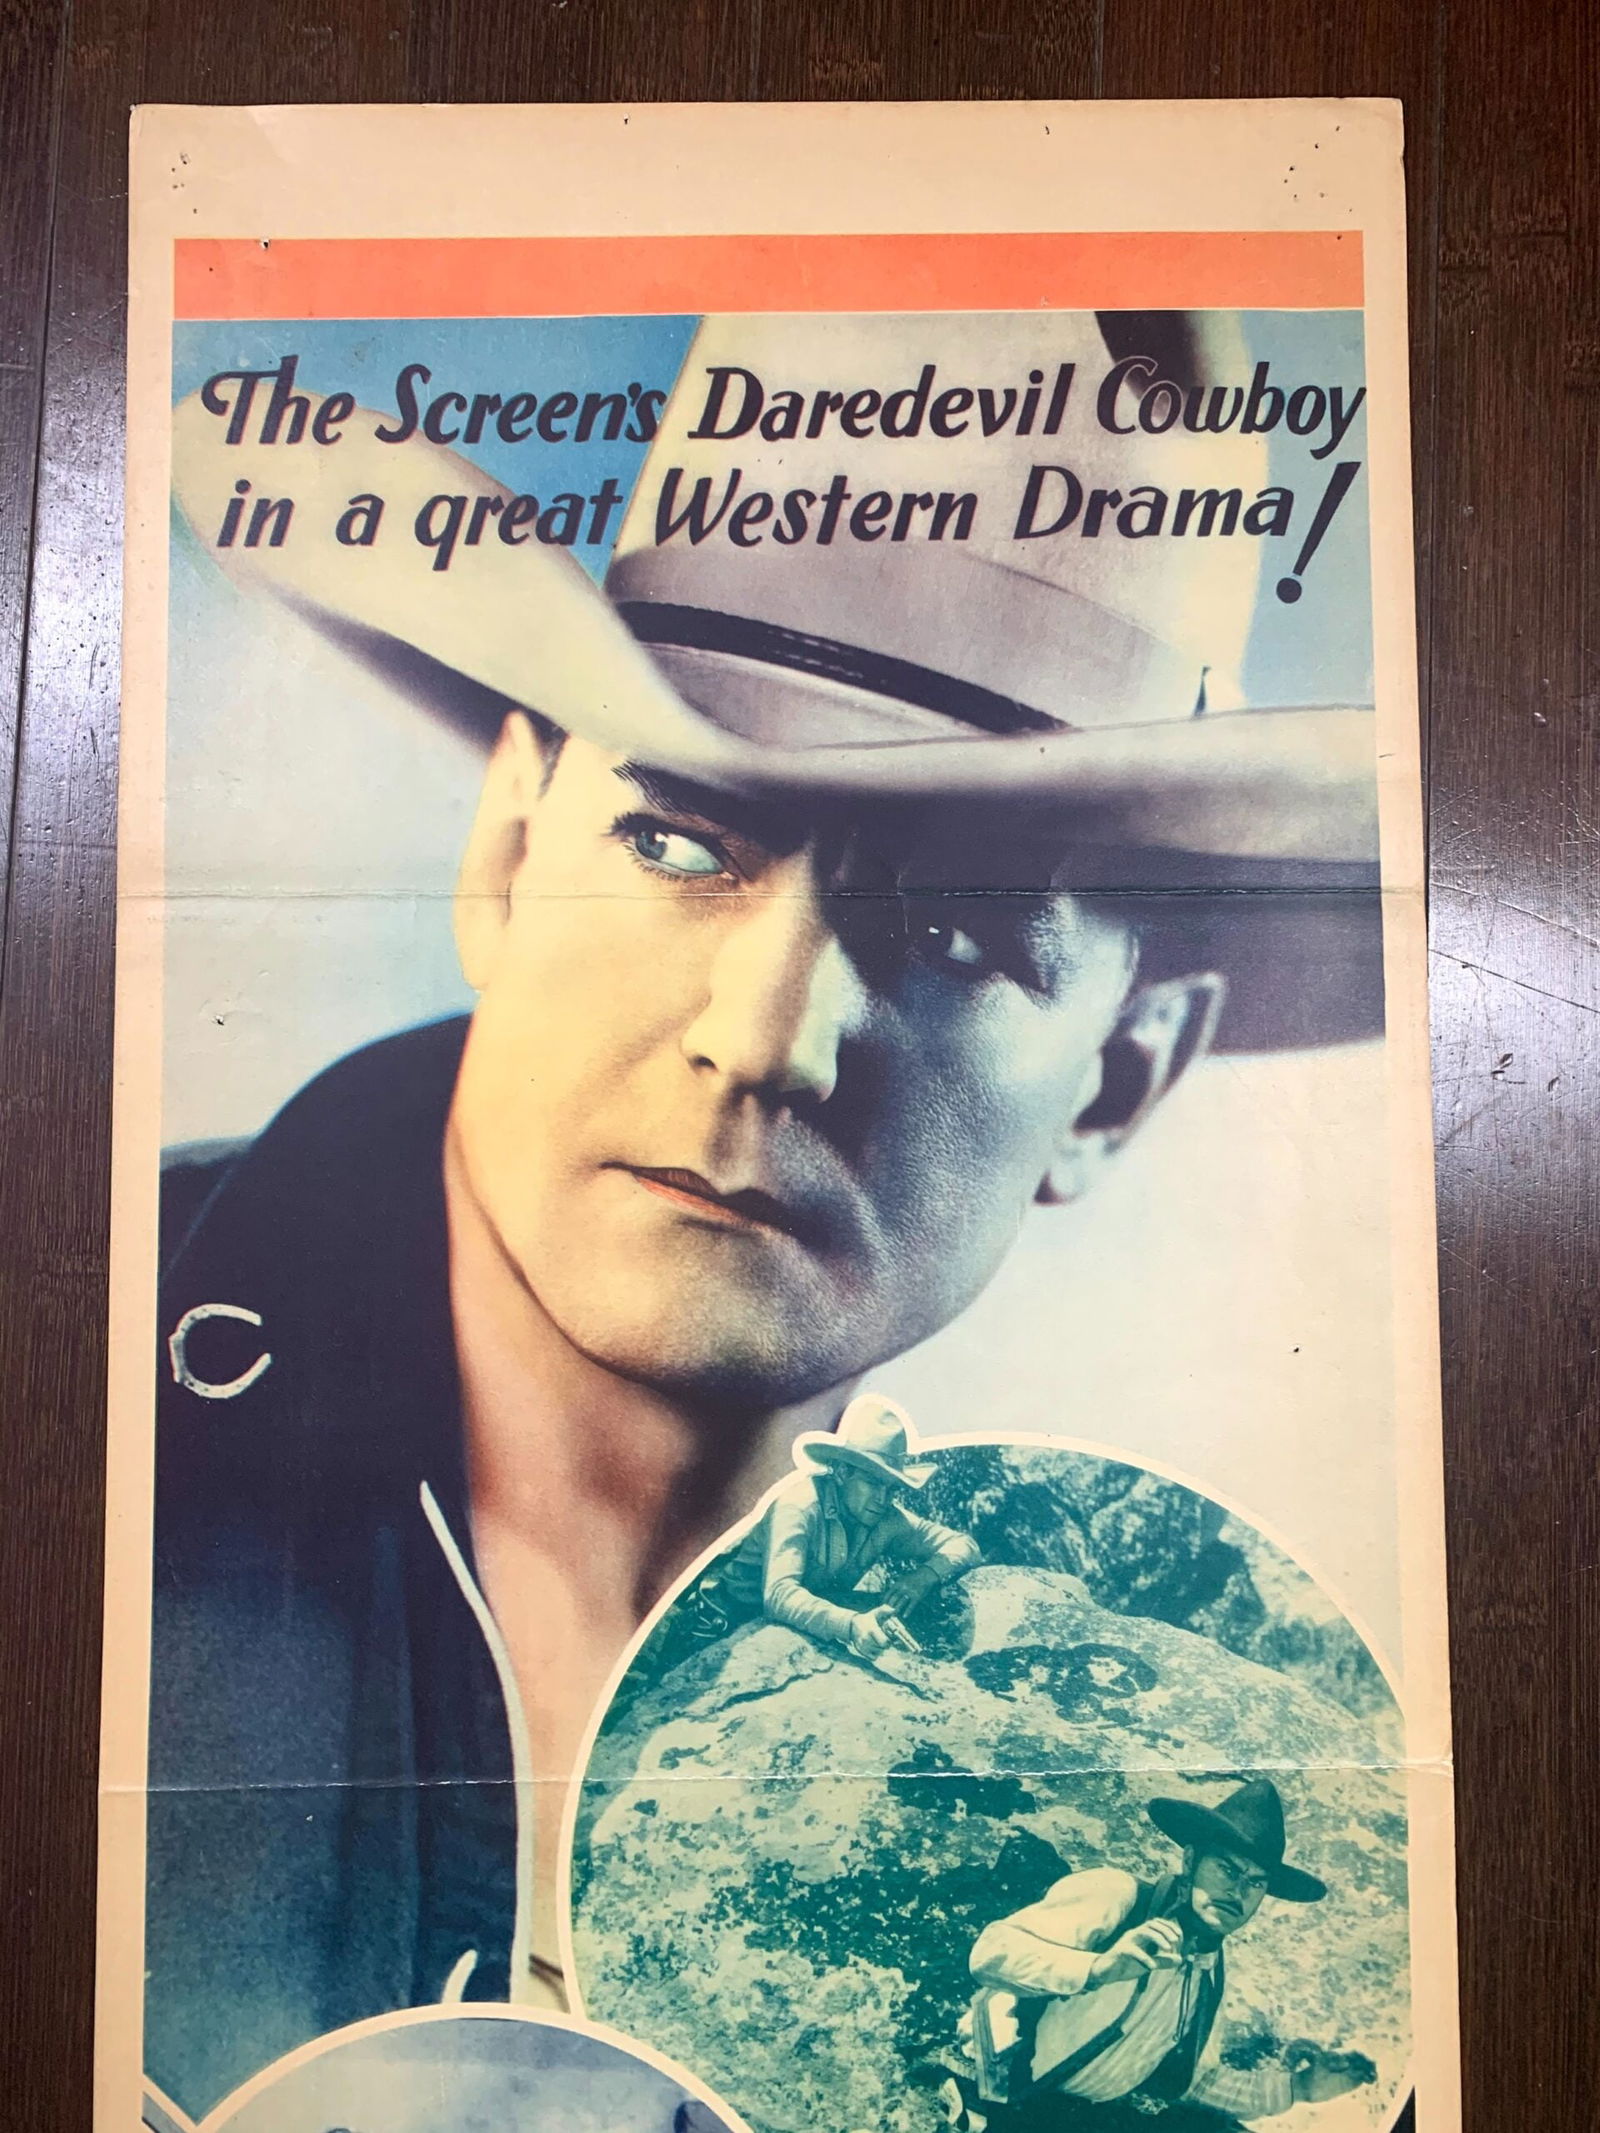 The Screen's Daredevil Cowboy
in a great Western Drama!